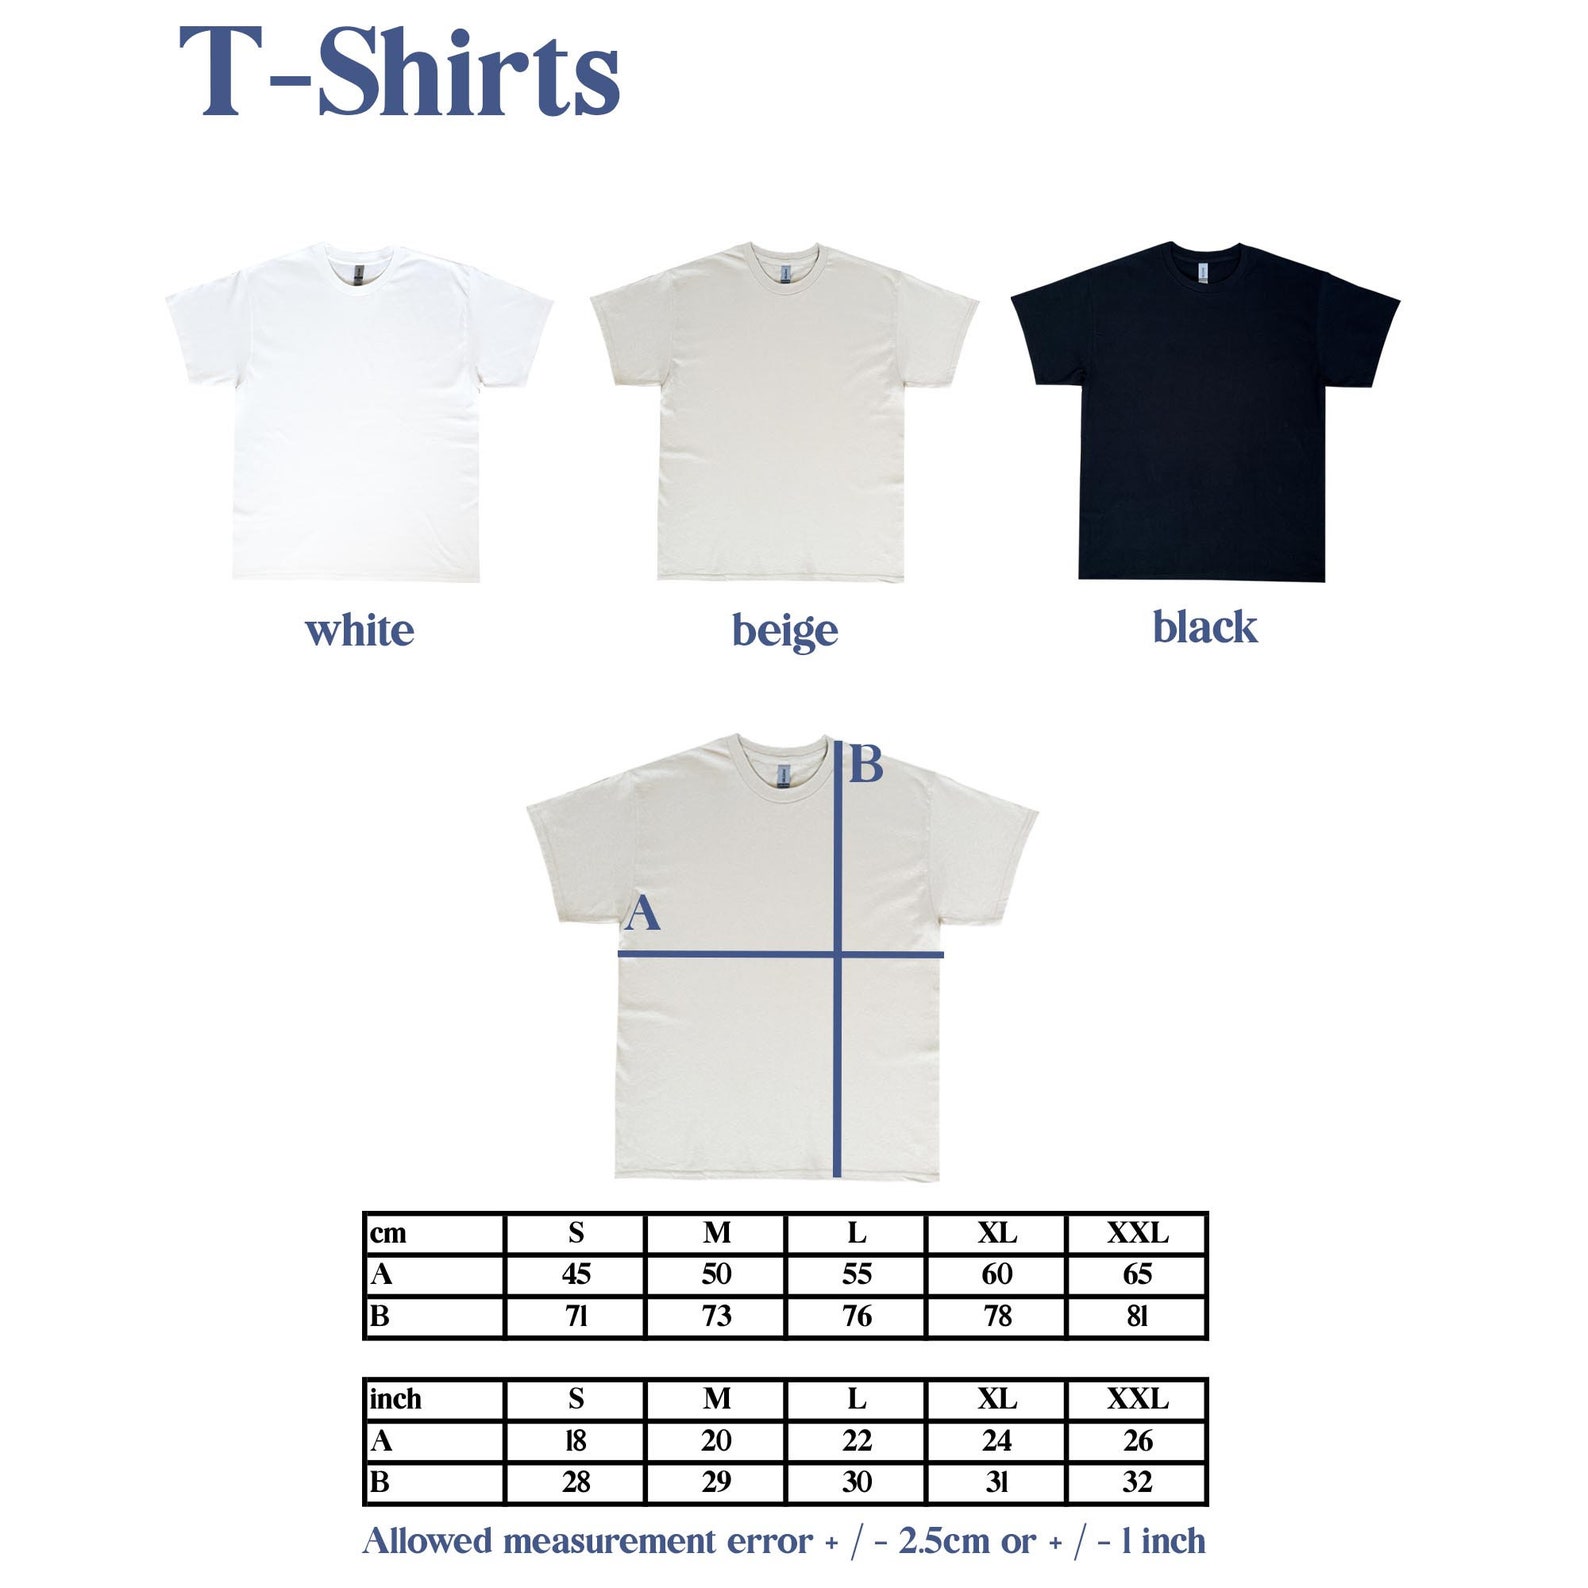 T-Shirts
white beige black
B
A
cm S M L XL XXL
A 45 50 55 60 65
B 71 73 76 78 81
inch S M L XL XXL
A 18 20 22 24 26
B 28 29 30 31 32
Allowed measurement error + / - 2.5cm or + / - 1 inch